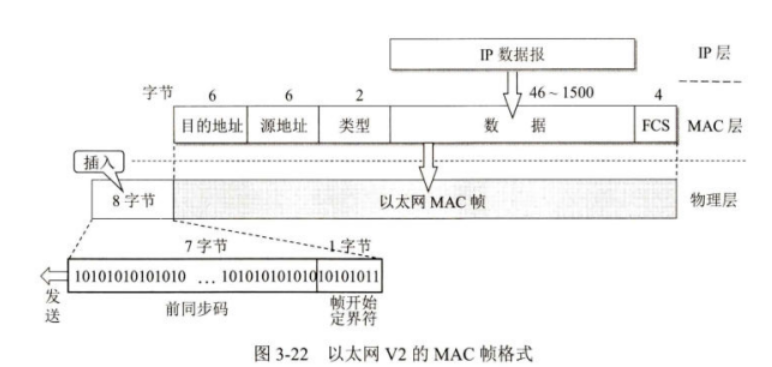 IP 数据报
IP 层
字节 6 6 2 46 ~ 1500 4
目的地址 源地址 类型 数 据 FCS MAC 层
插入
8 字节 以太网 MAC 帧 物理层
7 字节 1 字节
10101010101010 … 10101010101010101011
发送
前同步码
帧开始
定界符
图 3-22 以太网 V2 的 MAC 帧格式